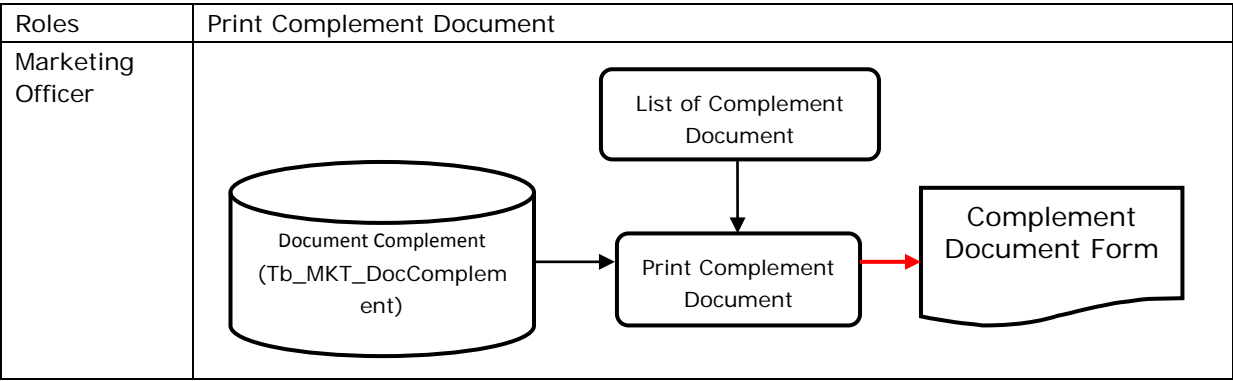 Roles
Print Complement Document
Marketing
Officer
List of Complement
Document
Document Complement
(Tb_MKT_DocComplem
ent)
Print Complement
Document
Complement
Document Form